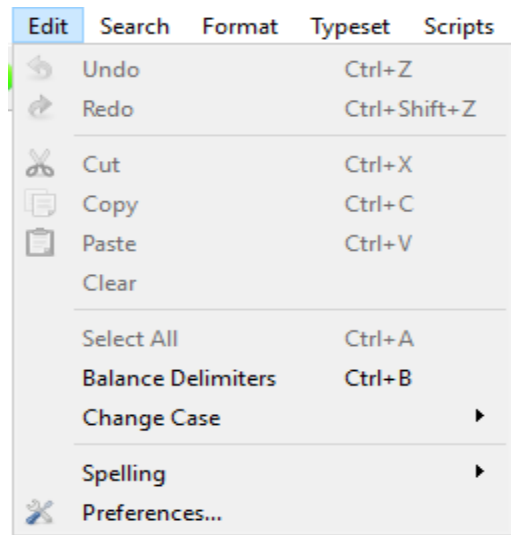 Edit Search Format Typeset Scripts
Undo Ctrl+Z
Redo Ctrl+Shift+Z
Cut Ctrl+X
Copy Ctrl+C
Paste Ctrl+V
Clear
Select All Ctrl+A
Balance Delimiters Ctrl+B
Change Case
Spelling
Preferences...